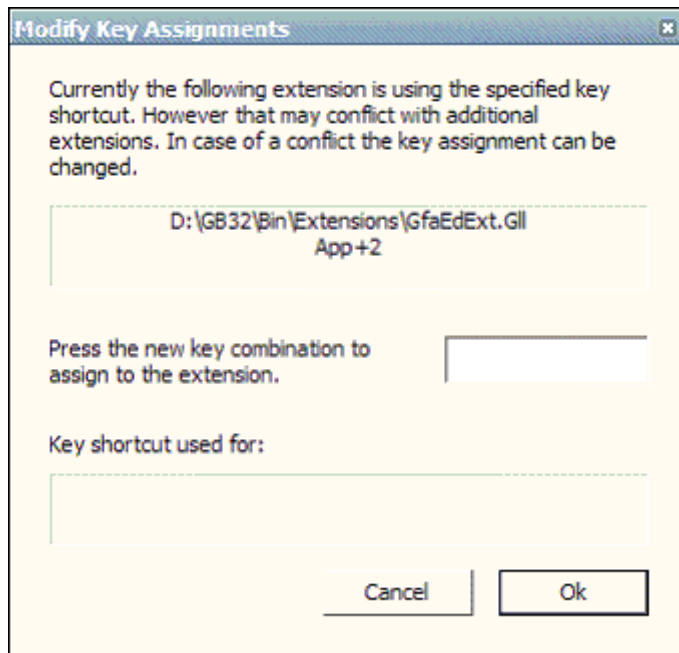 Modify Key Assignments
Currently the following extension is using the specified key
shortcut. However that may conflict with additional
extensions. In case of a conflict the key assignment can be
changed.
D:\GB32\Bin\Extensions\GfaEdExt.Gll
App+2
Press the new key combination to
assign to the extension.
Key shortcut used for:
Cancel
Ok